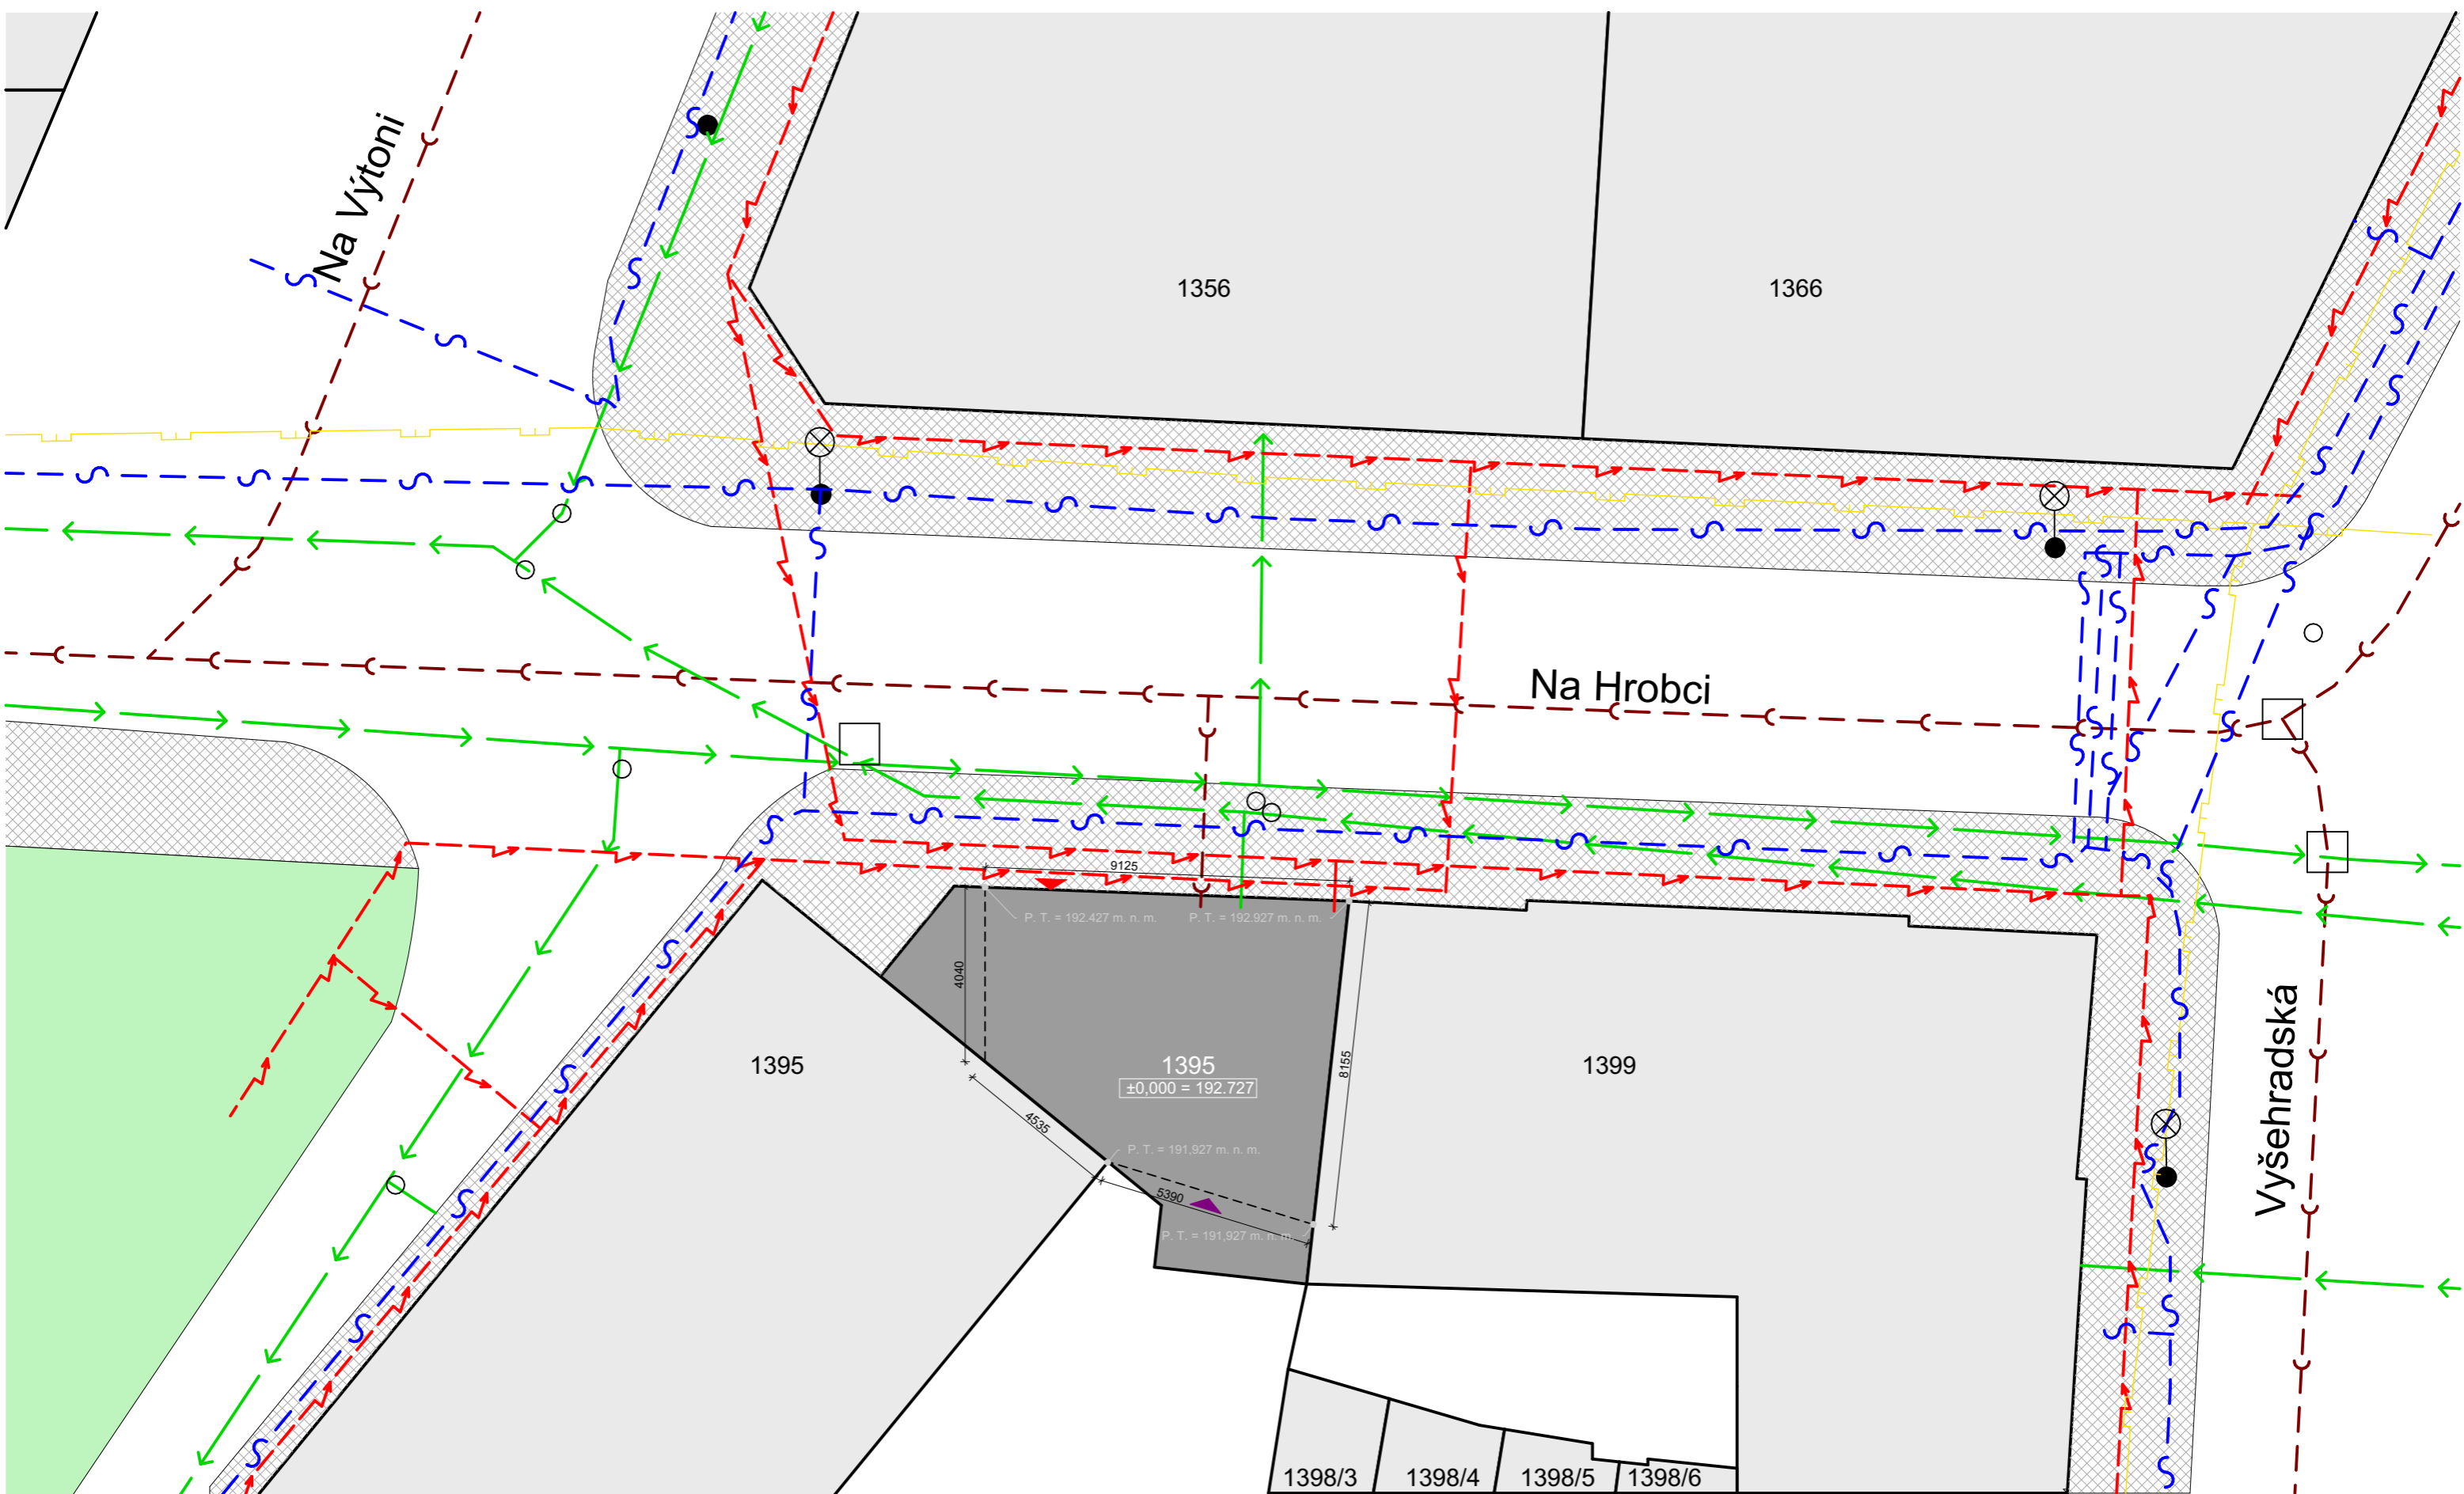 Na Výtoni
1356
1366
Na Hrobci
9125
P. T. = 192.427 m. n. m.
P. T. = 192.927 m. n. m.
4040
1395
1395
±0,000 = 192.727
8155
1399
4535
P. T. = 191,927 m. n. m.
5390
P. T. = 191,927 m. n. m.
Vyšehradská
1398/3
1398/4
1398/5
1398/6